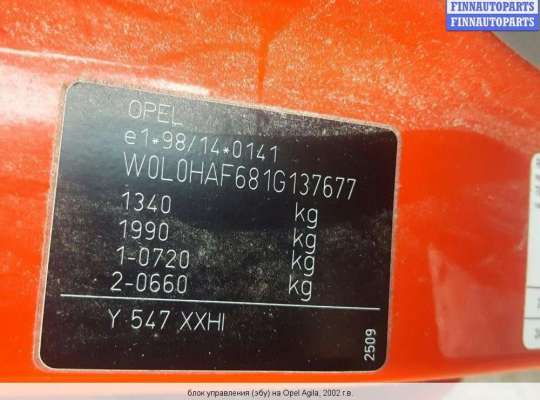 FINNAUTOPARTS
FINNAUTOPARTS
OPEL
e1*98/14*0141
W0L0HAF681G137677
1340 kg
1990 kg
1-0720 kg
2-0660 kg
Y 547 XXHI
2509
блок управления (эбу) на Opel Agila, 2002 г.в.